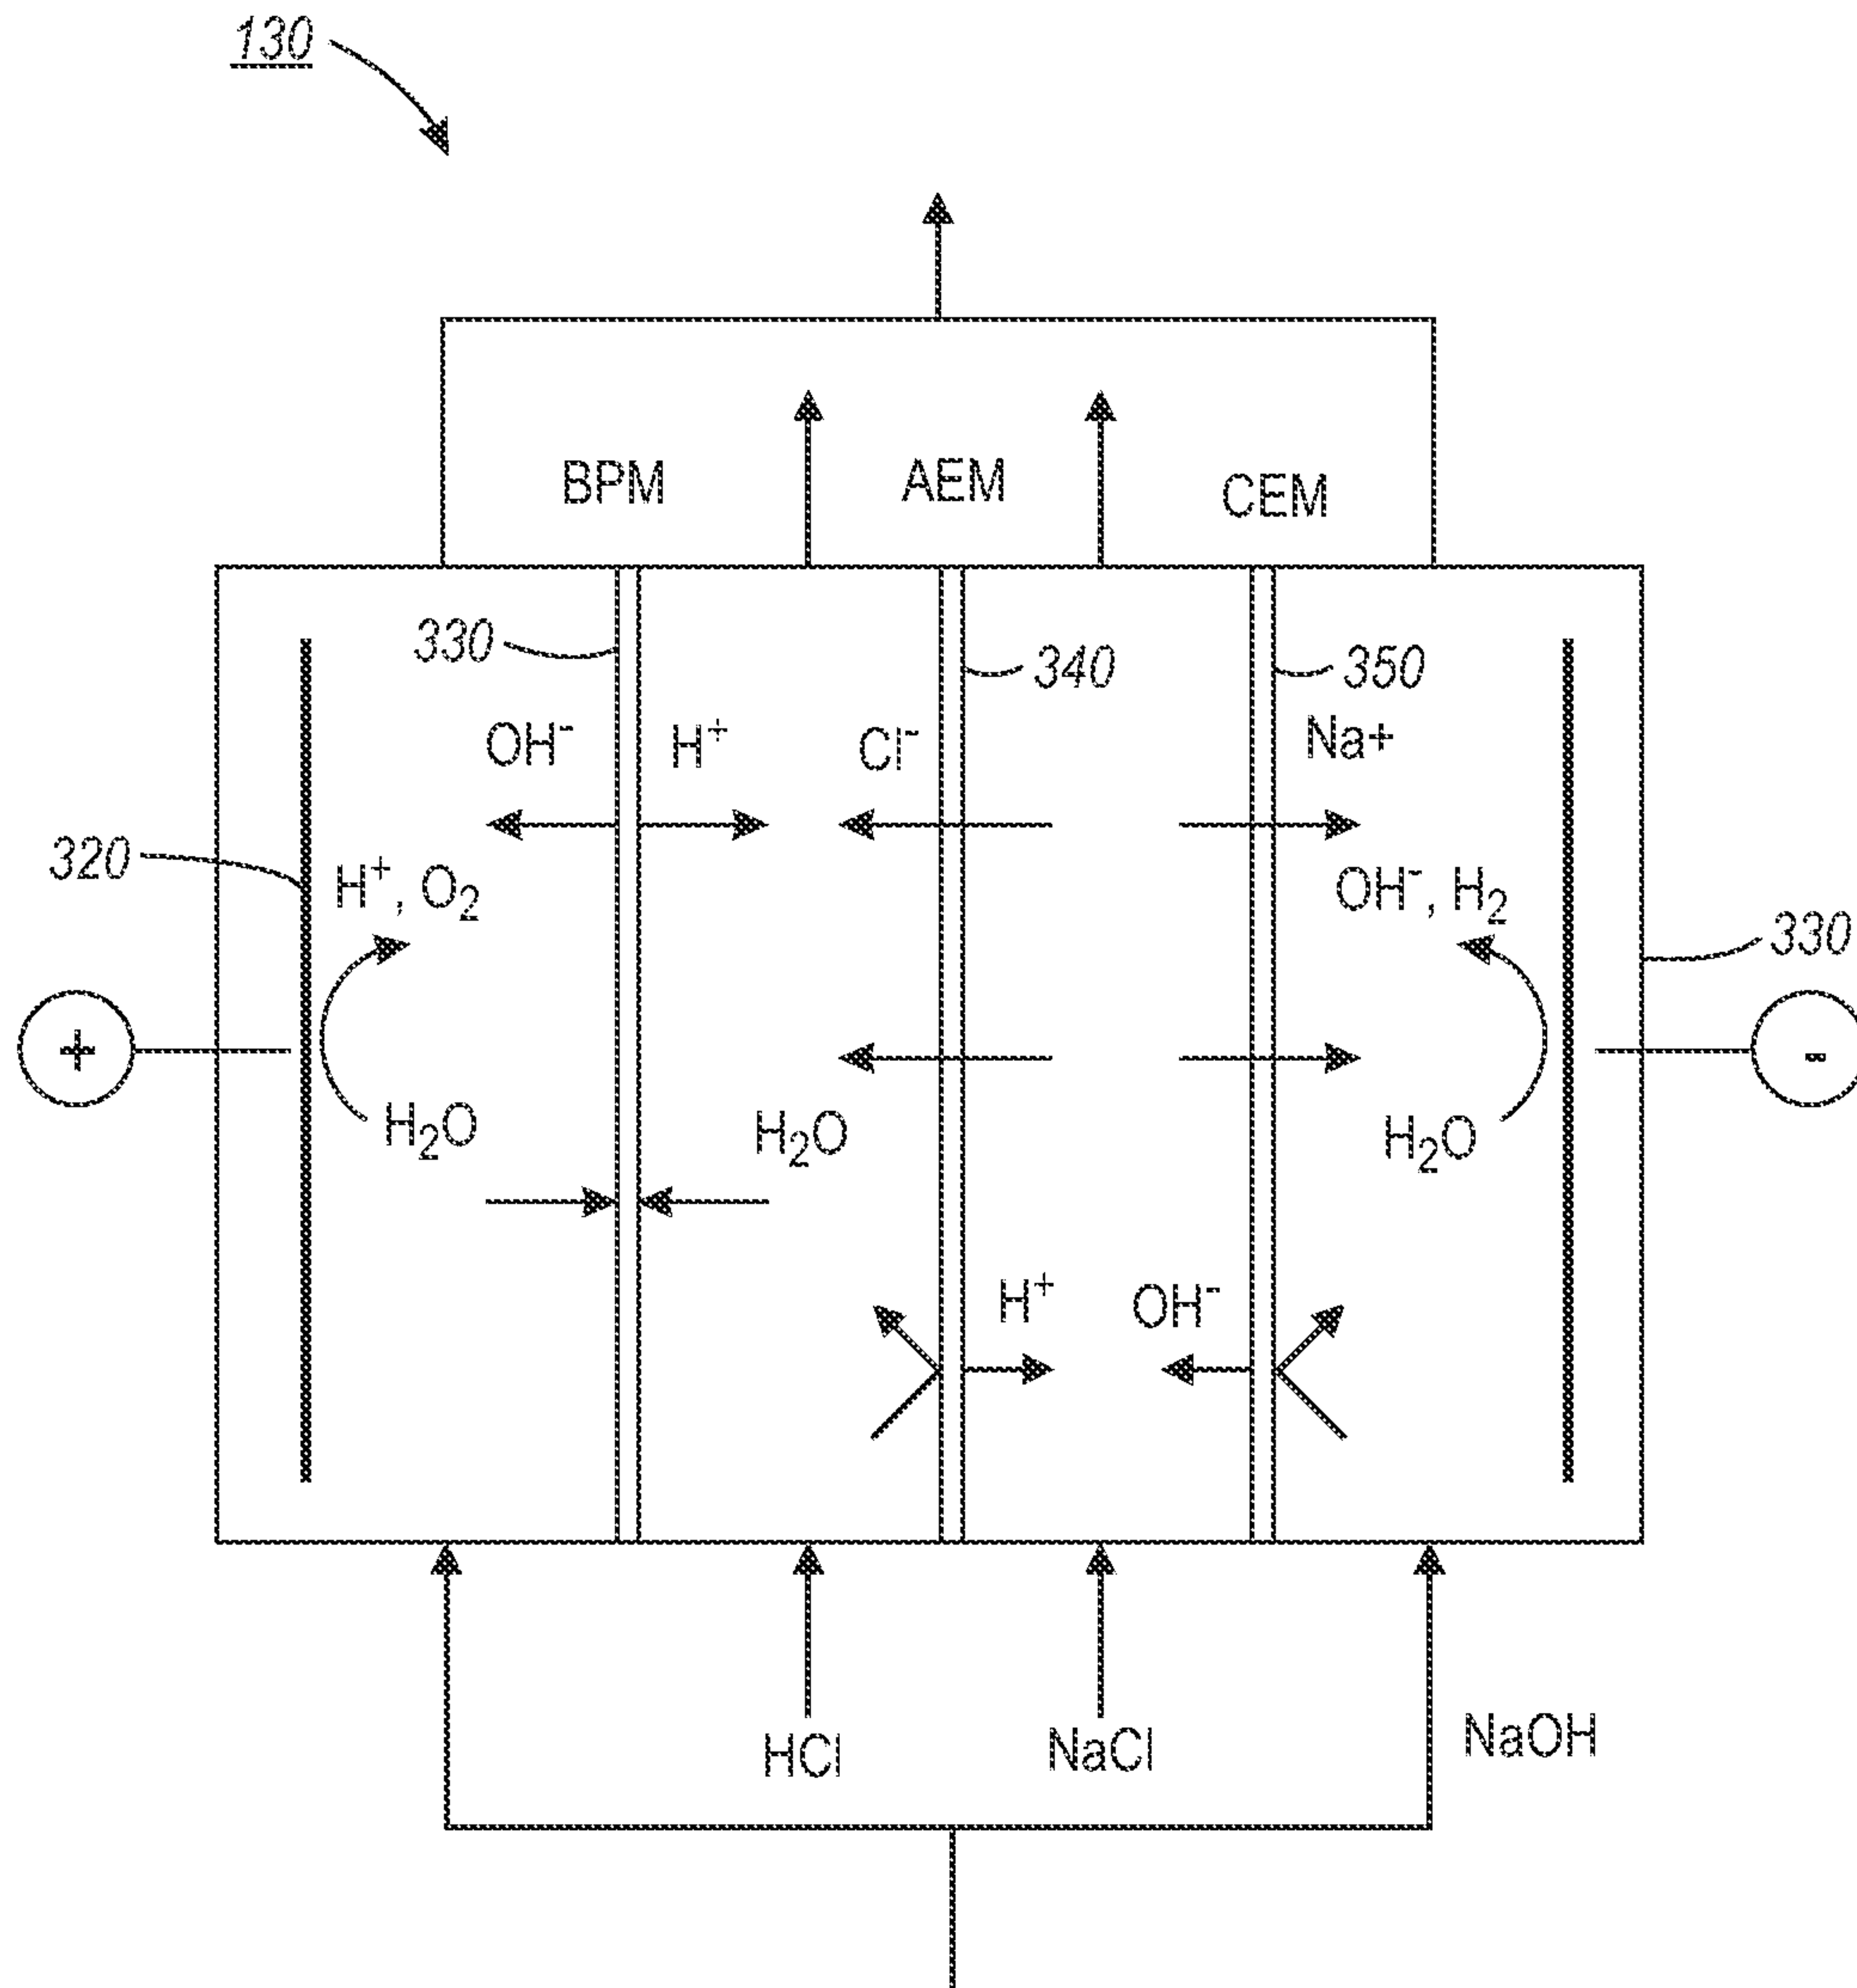 130
BPM
AEM
CEM
330
340
350
OH⁻
H⁺
Cl⁻
Na+
320
H⁺, O₂
OH⁻, H₂
330
+
-
H₂O
H₂O
H₂O
H⁺
OH⁻
HCl
NaCl
NaOH